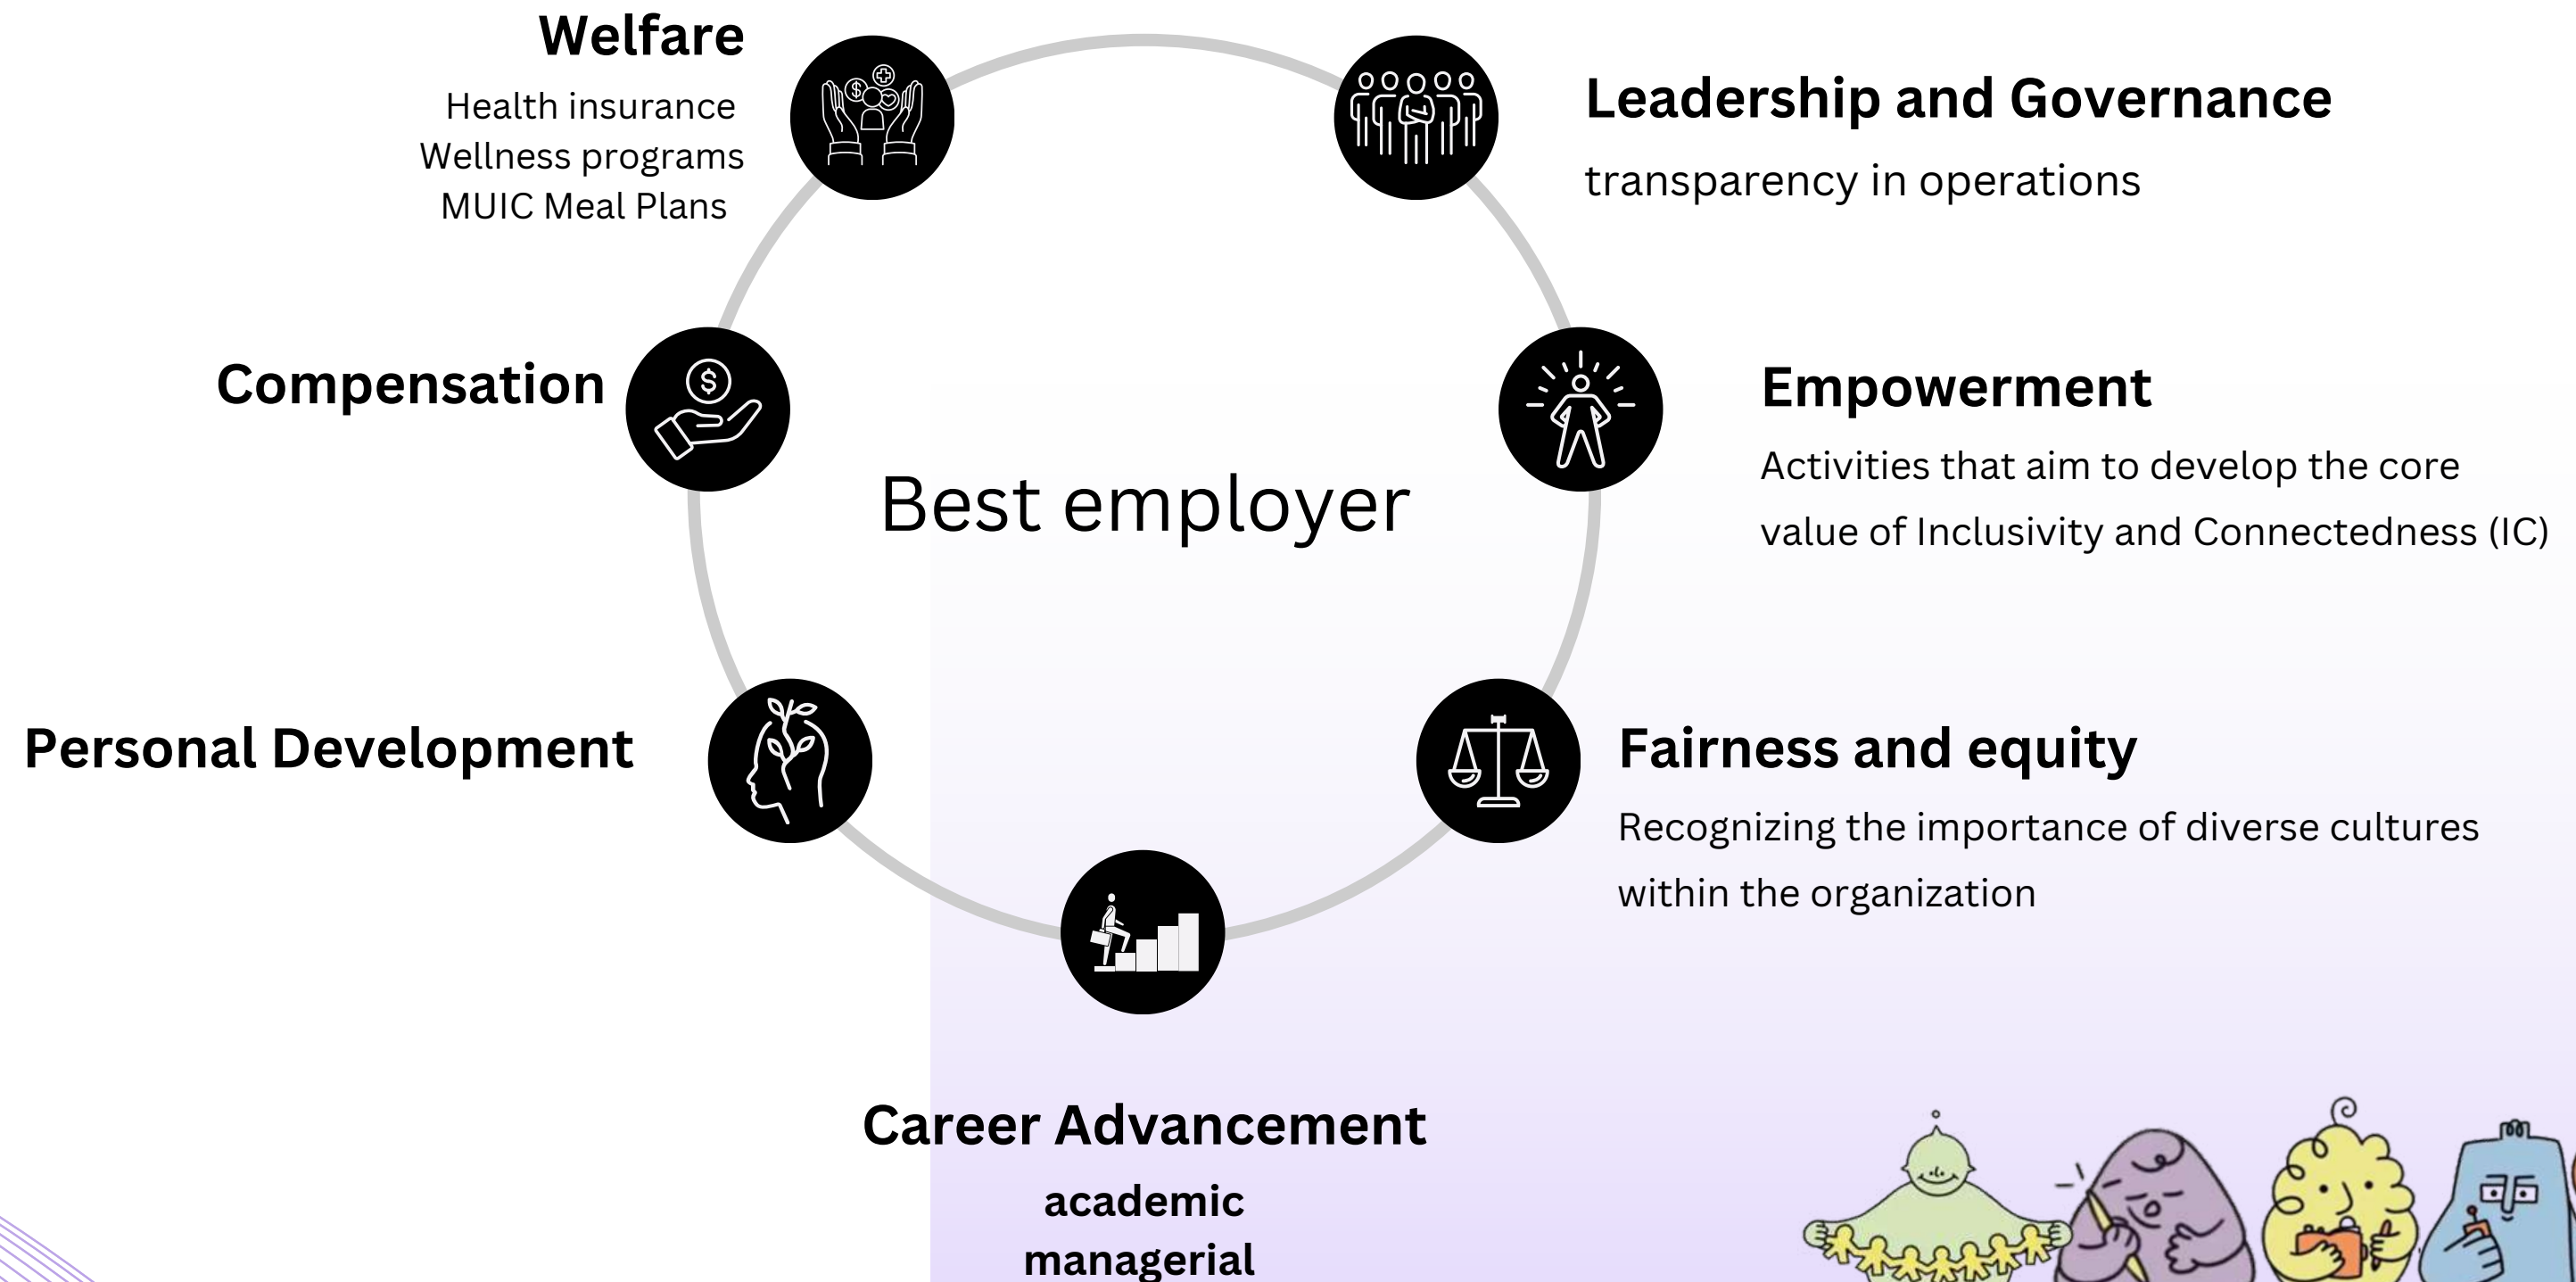 Welfare
Health insurance
Wellness programs
MUIC Meal Plans
Leadership and Governance
transparency in operations
Compensation
Empowerment
Activities that aim to develop the core
value of Inclusivity and Connectedness (IC)
Best employer
Personal Development
Fairness and equity
Recognizing the importance of diverse cultures
within the organization
Career Advancement
academic
managerial